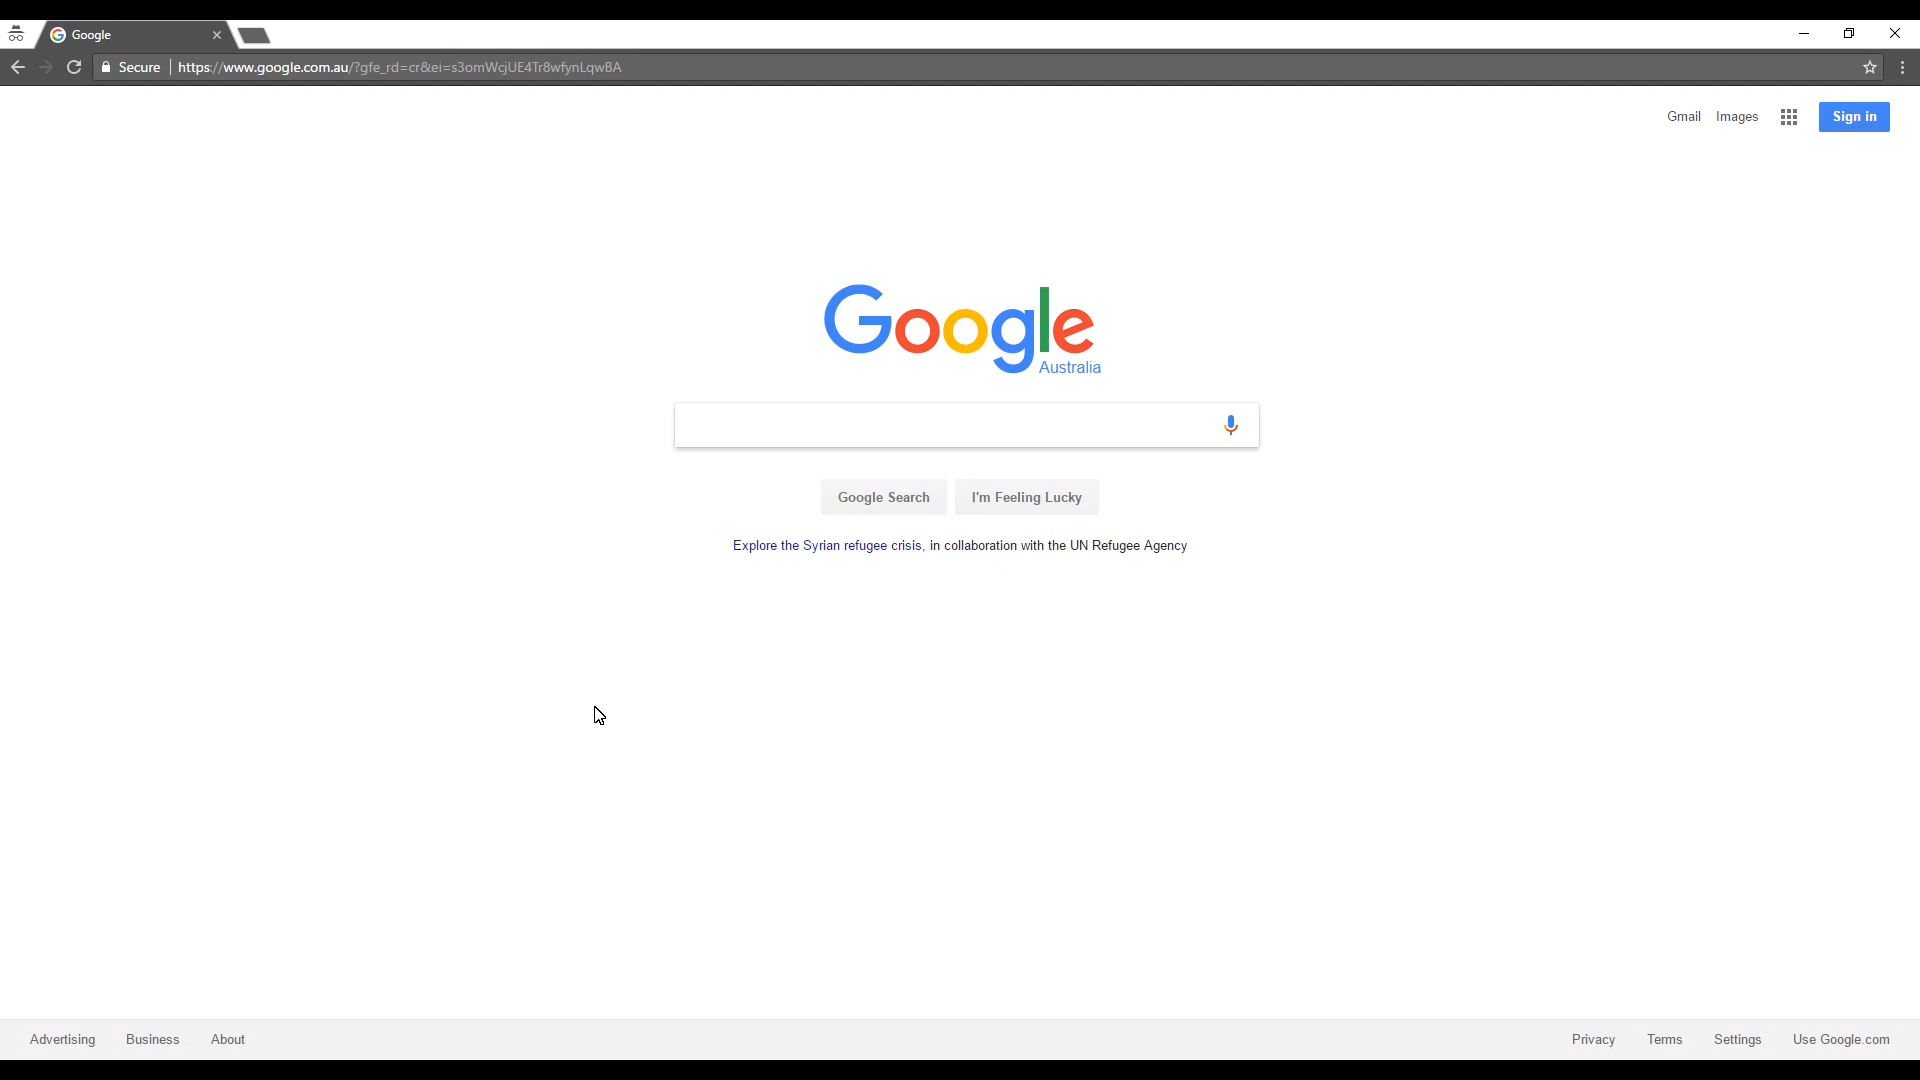 Google
Secure https://www.google.com.au/?gfe_rd=cr&ei=s3omWcjUE4Tr8wfynLqwBA
Gmail Images Sign in
Google
Australia
Google Search I'm Feeling Lucky
Explore the Syrian refugee crisis, in collaboration with the UN Refugee Agency
Advertising Business About Privacy Terms Settings Use Google.com